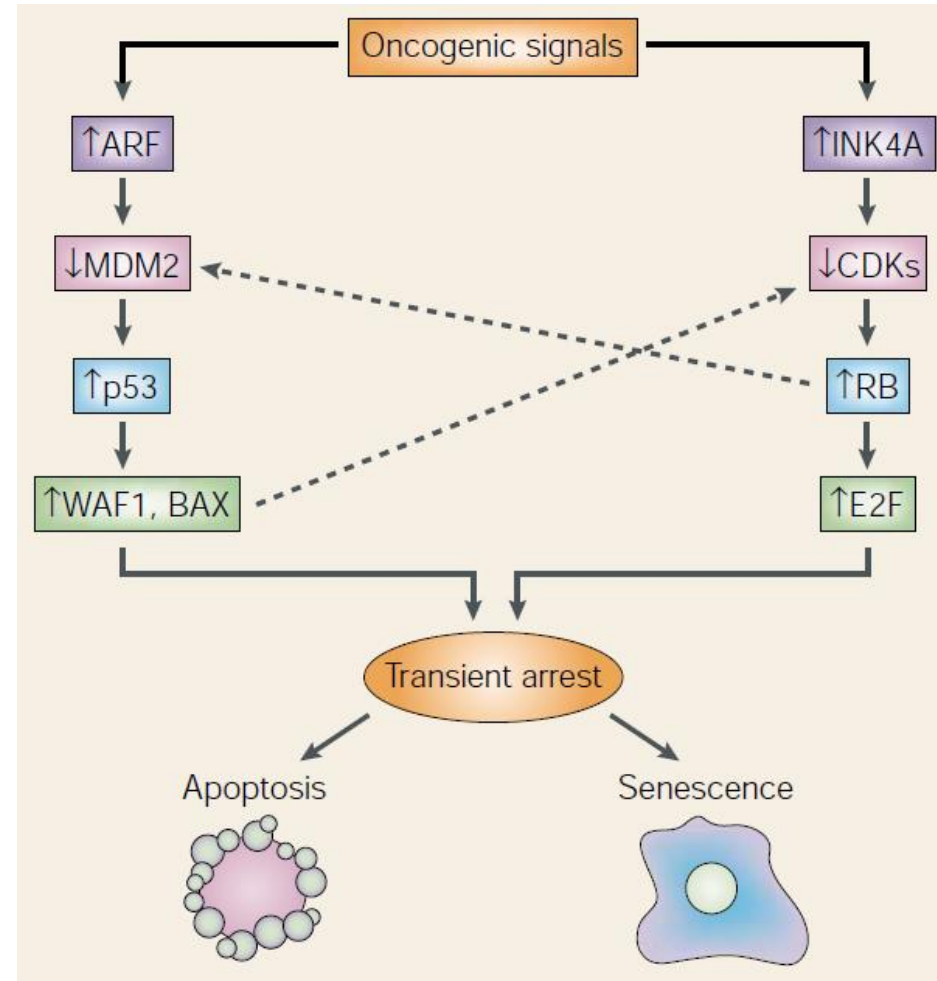 Oncogenic signals
↑ARF
↑INK4A
↓MDM2
↓CDKs
↑p53
↑RB
↑WAF1, BAX
↑E2F
Transient arrest
Apoptosis
Senescence